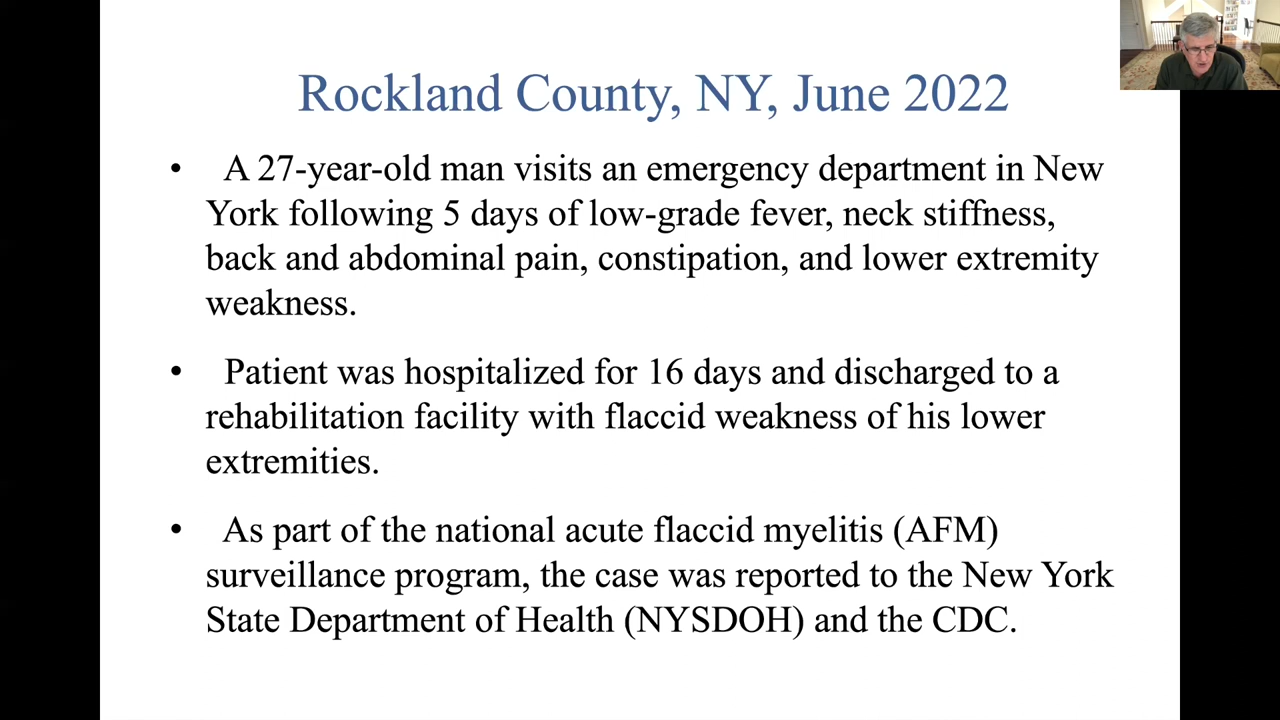 Rockland County, NY, June 2022
• A 27-year-old man visits an emergency department in New
York following 5 days of low-grade fever, neck stiffness,
back and abdominal pain, constipation, and lower extremity
weakness.
• Patient was hospitalized for 16 days and discharged to a
rehabilitation facility with flaccid weakness of his lower
extremities.
• As part of the national acute flaccid myelitis (AFM)
surveillance program, the case was reported to the New York
State Department of Health (NYSDOH) and the CDC.